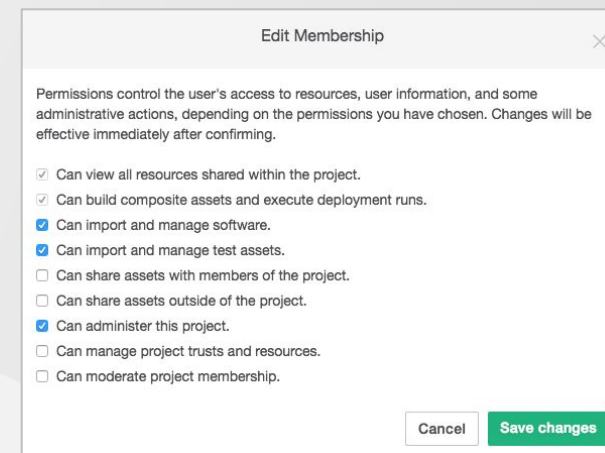 Edit Membership
Permissions control the user's access to resources, user information, and some
administrative actions, depending on the permissions you have chosen. Changes will be
effective immediately after confirming.
Can view all resources shared within the project.
Can build composite assets and execute deployment runs.
Can import and manage software.
Can import and manage test assets.
Can share assets with members of the project.
Can share assets outside of the project.
Can administer this project.
Can manage project trusts and resources.
Can moderate project membership.
Cancel Save changes